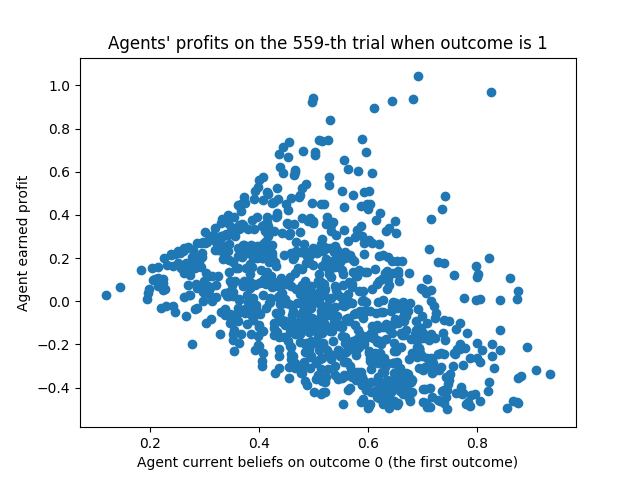 Agents' profits on the 559-th trial when outcome is 1
Agent earned profit
1.0
0.8
0.6
0.4
0.2
0.0
−0.2
−0.4
0.2 0.4 0.6 0.8
Agent current beliefs on outcome 0 (the first outcome)